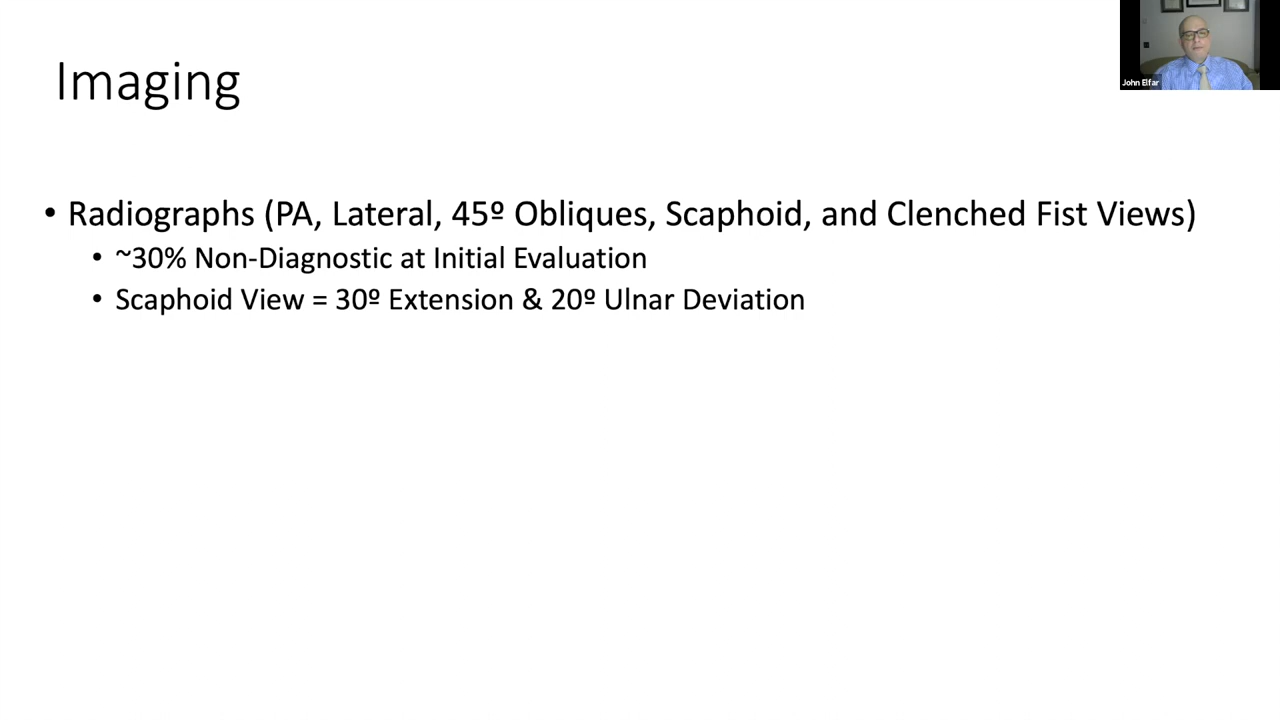 Imaging
John Elfar
• Radiographs (PA, Lateral, 45º Obliques, Scaphoid, and Clenched Fist Views)
• ~30% Non-Diagnostic at Initial Evaluation
• Scaphoid View = 30º Extension & 20º Ulnar Deviation